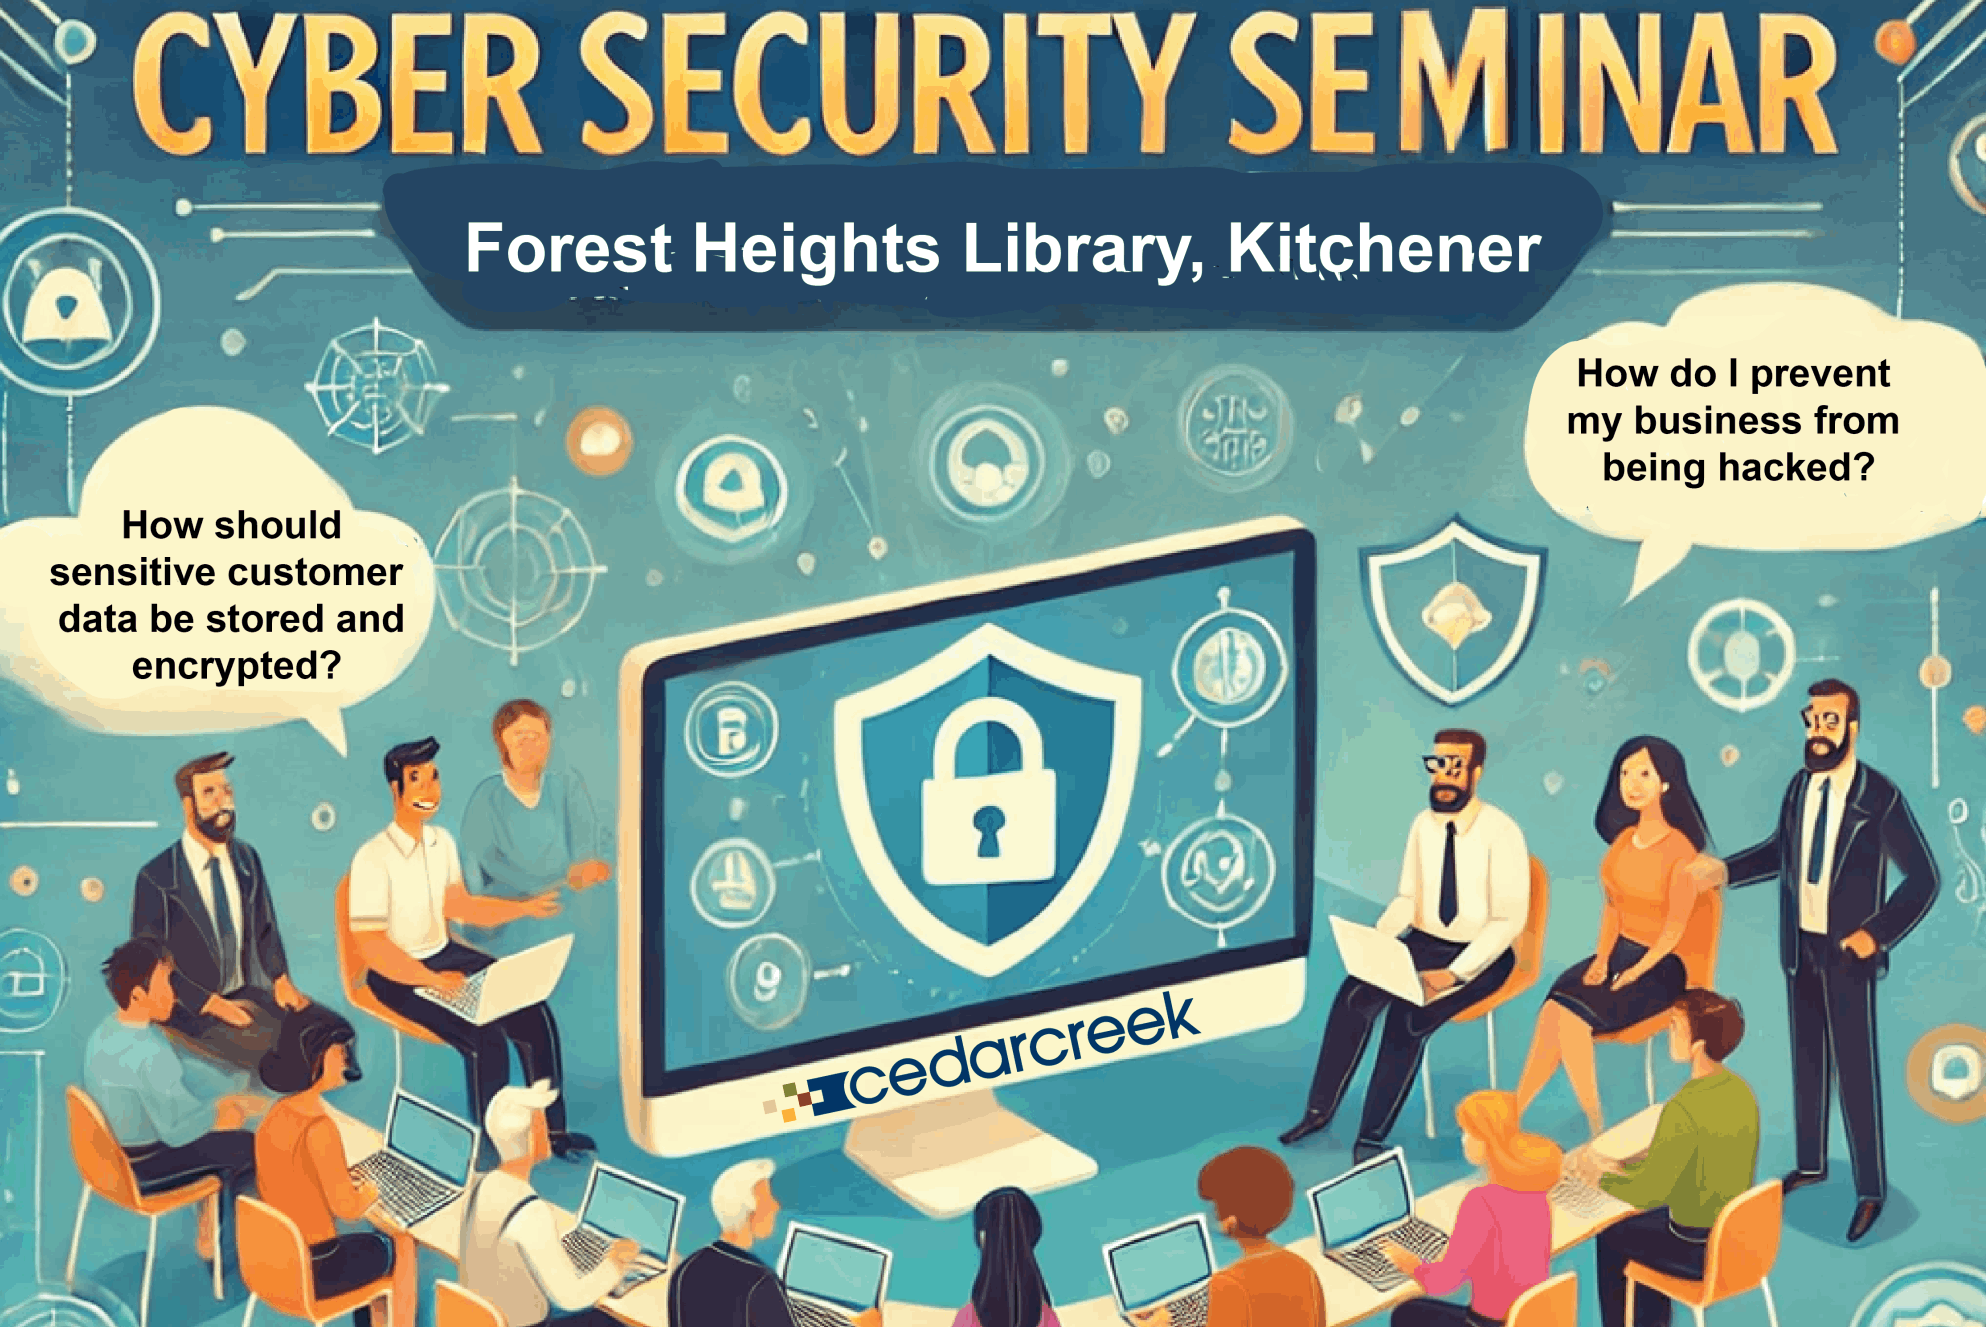 CYBER SECURITY SEMINAR
Forest Heights Library, Kitchener
How do I prevent
my business from
being hacked?
How should
sensitive customer
data be stored and
encrypted?
cedarcreek